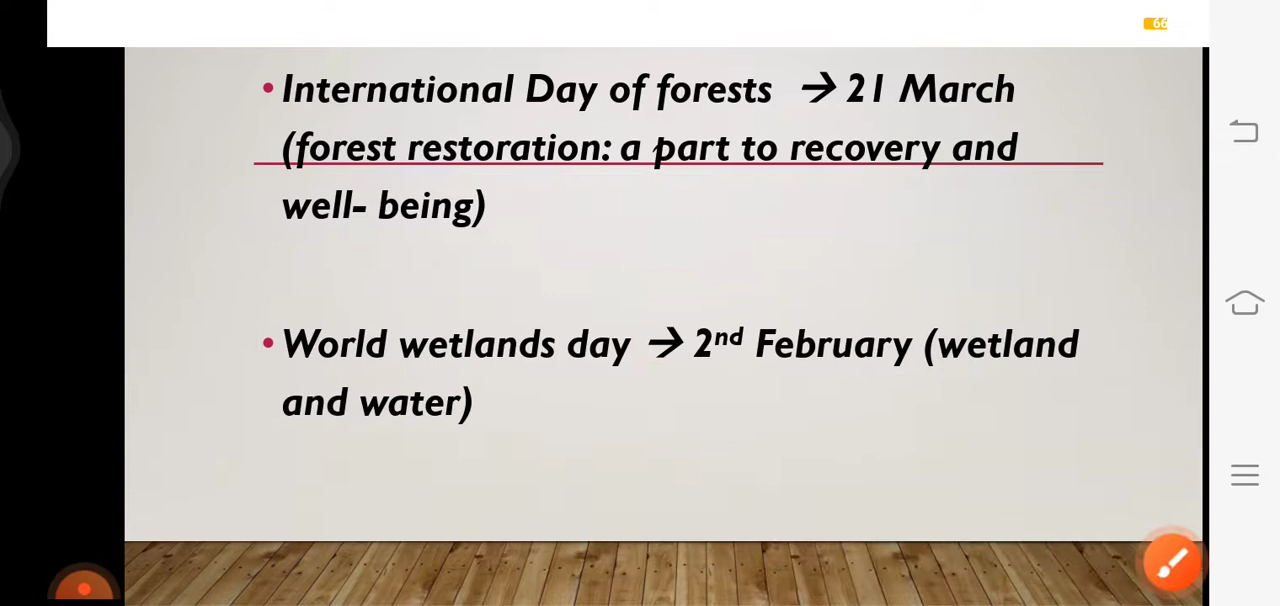 66
• International Day of forests → 21 March
(forest restoration: a part to recovery and
well- being)
• World wetlands day → 2nd February (wetland
and water)